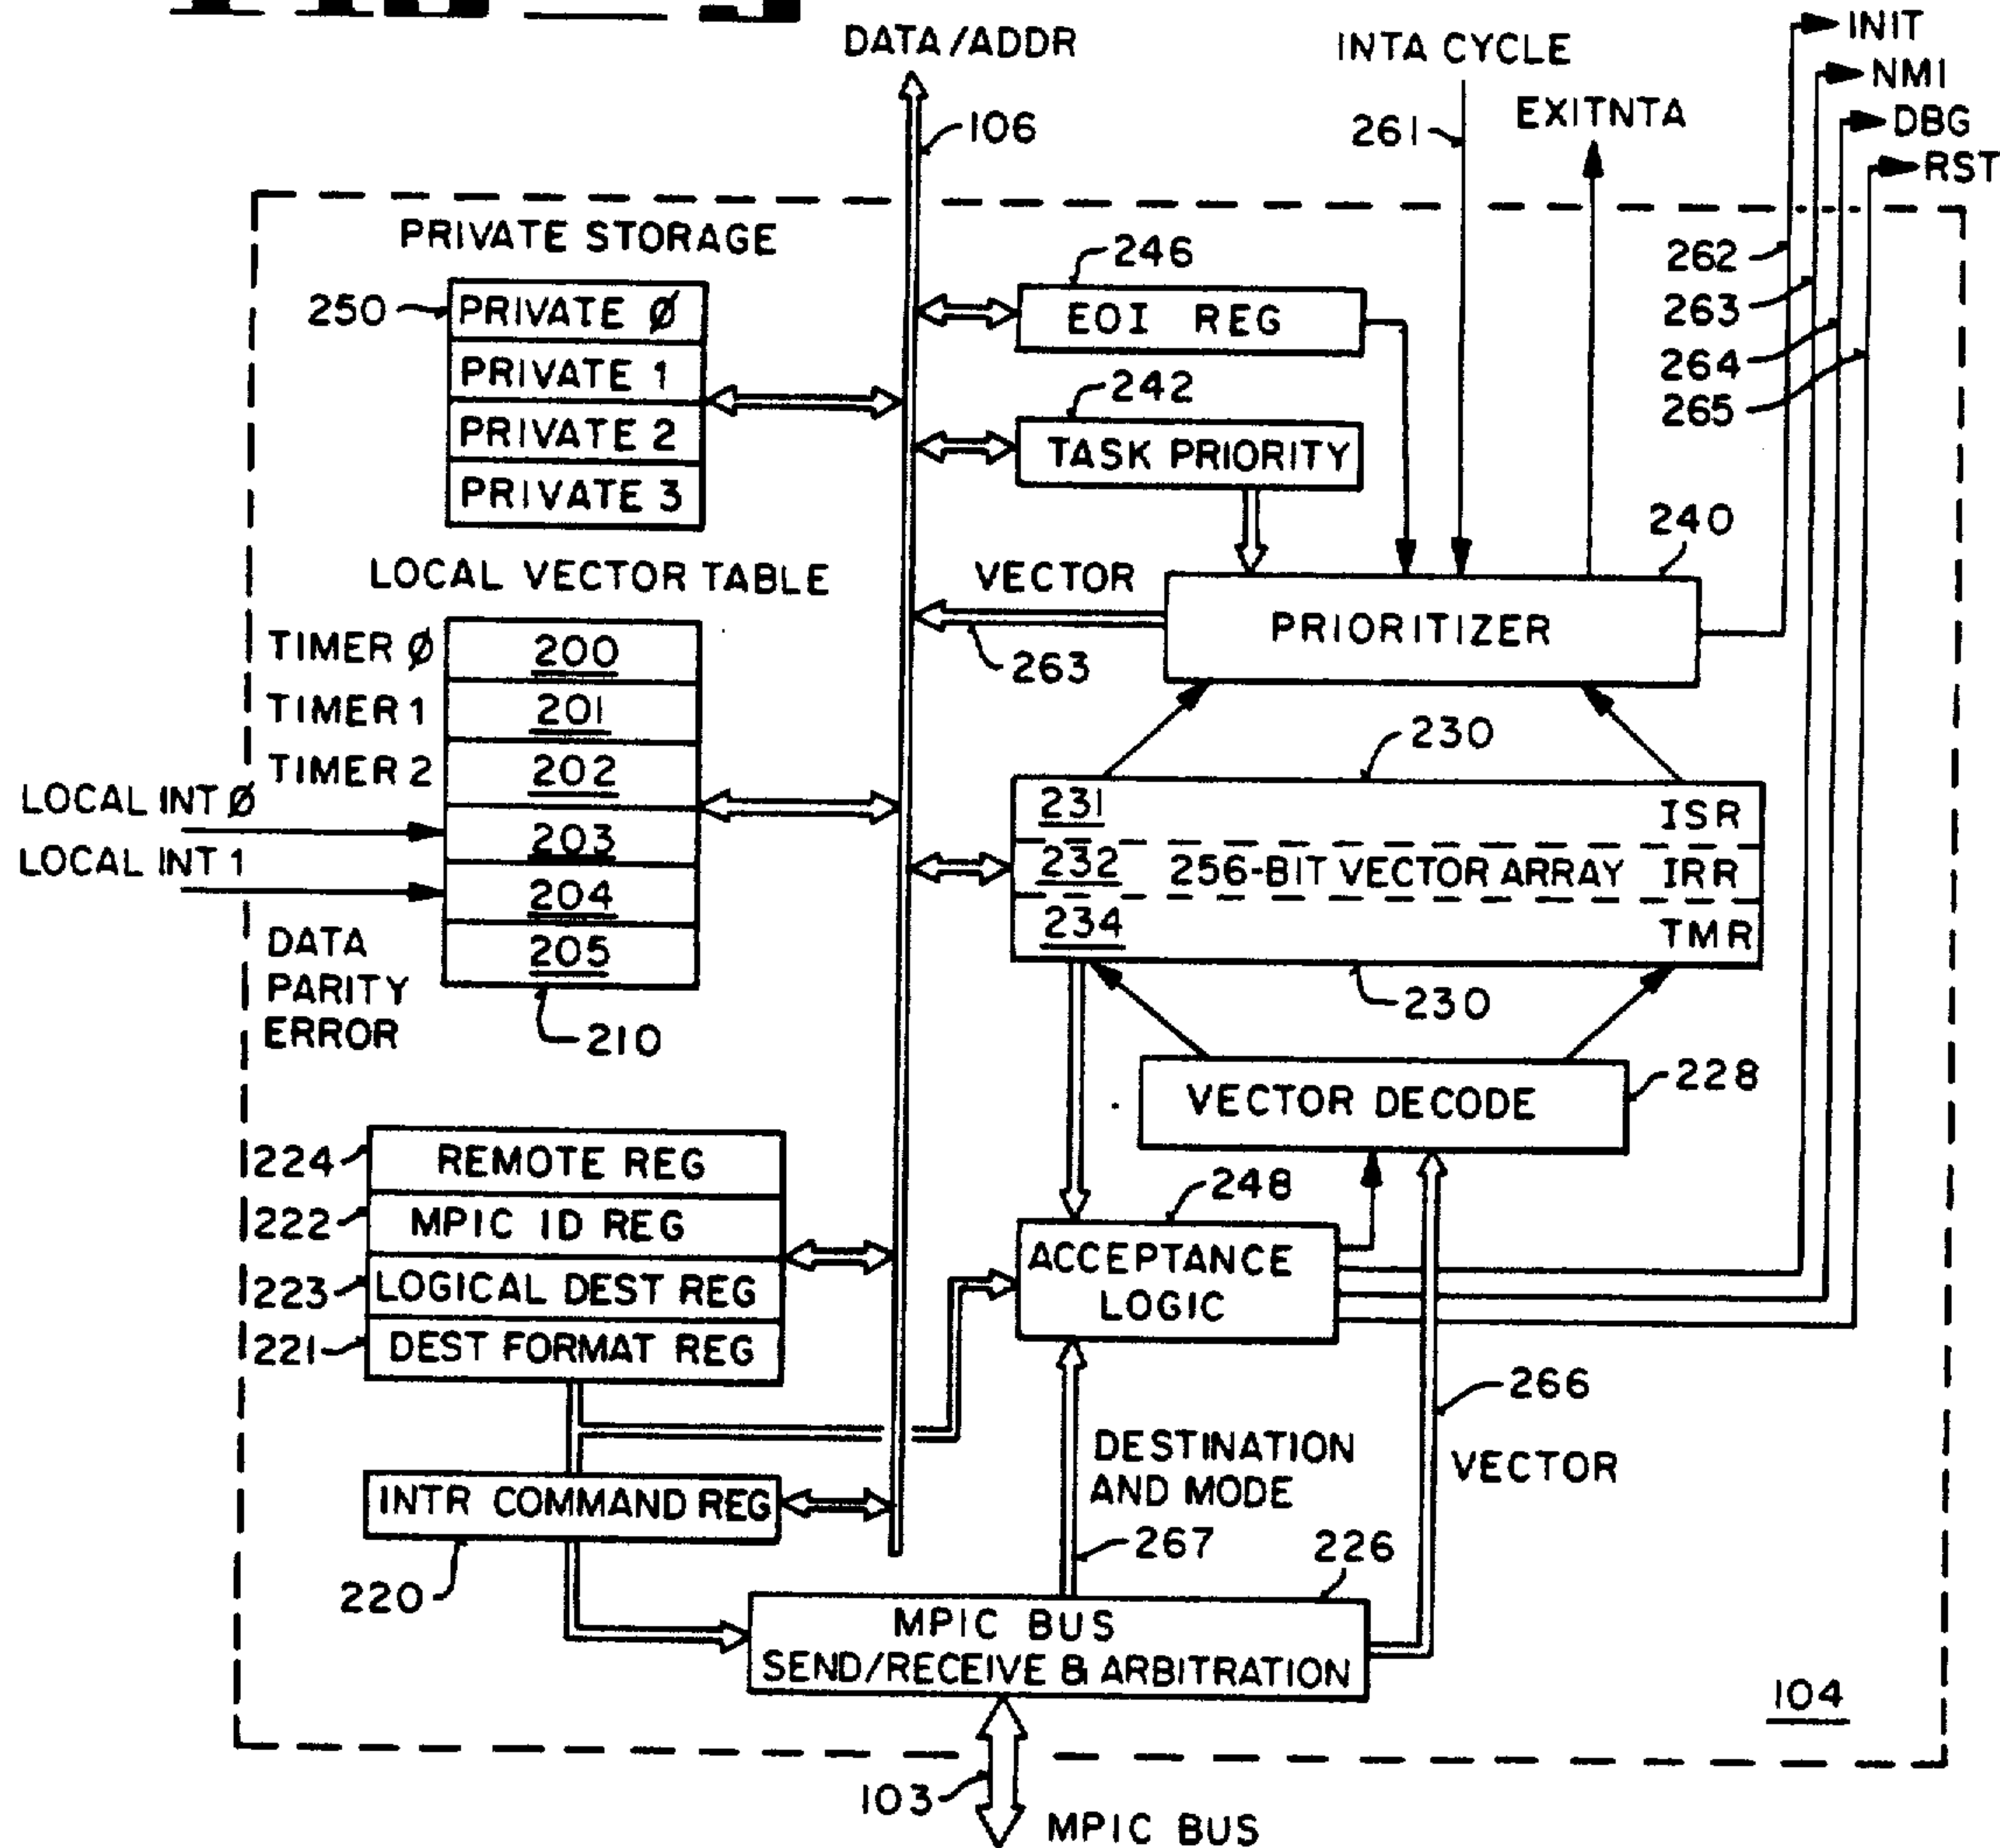 DATA/ADDR
INTA CYCLE
INIT
NMI
DBG
RST
106
261
EXITNTA
PRIVATE STORAGE
250
PRIVATE Ø
PRIVATE 1
PRIVATE 2
PRIVATE 3
246
EOI REG
242
TASK PRIORITY
262
263
264
265
240
LOCAL VECTOR TABLE
VECTOR
PRIORITIZER
263
TIMER Ø
200
TIMER 1
201
TIMER 2
202
LOCAL INT Ø
203
LOCAL INT 1
204
DATA
PARITY
ERROR
205
210
230
231
ISR
232
256-BIT VECTOR ARRAY
IRR
234
TMR
230
VECTOR DECODE
228
224
REMOTE REG
222
MPIC ID REG
223
LOGICAL DEST REG
221
DEST FORMAT REG
248
ACCEPTANCE
LOGIC
266
VECTOR
DESTINATION
AND MODE
267
INTR COMMAND REG
220
226
MPIC BUS
SEND/RECEIVE & ARBITRATION
104
103
MPIC BUS